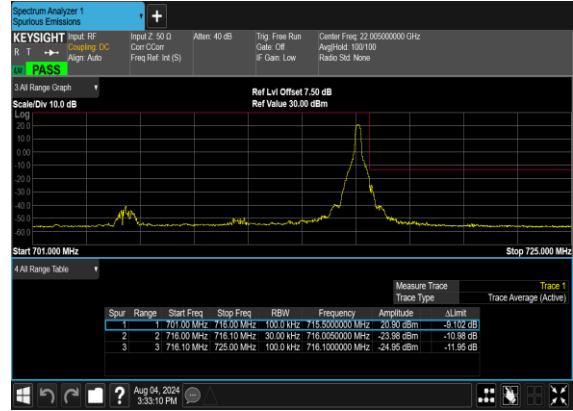 Spectrum Analyzer 1
Spurious Emissions
+
KEYSIGHT Input: RF Input Z: 50 Ω Atten: 40 dB Trig: Free Run Center Freq: 22.005000000 GHz
R T Coupling: DC Corr CCorr Gate: Off Avg|Hold: 100/100
Align: Auto Freq Ref: Int (S) IF Gain: Low Radio Std: None
LM PASS
3 All Range Graph
Ref Lvl Offset 7.50 dB
Scale/Div 10.0 dB Ref Value 30.00 dBm
Log
20.0
10.0
0.00
-10.0
-20.0
-30.0
-40.0
-50.0
-60.0
Start 701.000 MHz Stop 725.000 MHz
4 All Range Table
Measure Trace Trace 1
Trace Type Trace Average (Active)
Spur Range Start Freq Stop Freq RBW Frequency Amplitude ΔLimit
1 1 701.00 MHz 716.00 MHz 100.0 kHz 715.5000000 MHz 20.90 dBm -9.102 dB
2 2 716.00 MHz 716.10 MHz 30.00 kHz 716.0050000 MHz -23.98 dBm -10.98 dB
3 3 716.10 MHz 725.00 MHz 100.0 kHz 716.1000000 MHz -24.95 dBm -11.95 dB
? Aug 04, 2024
3:33:10 PM